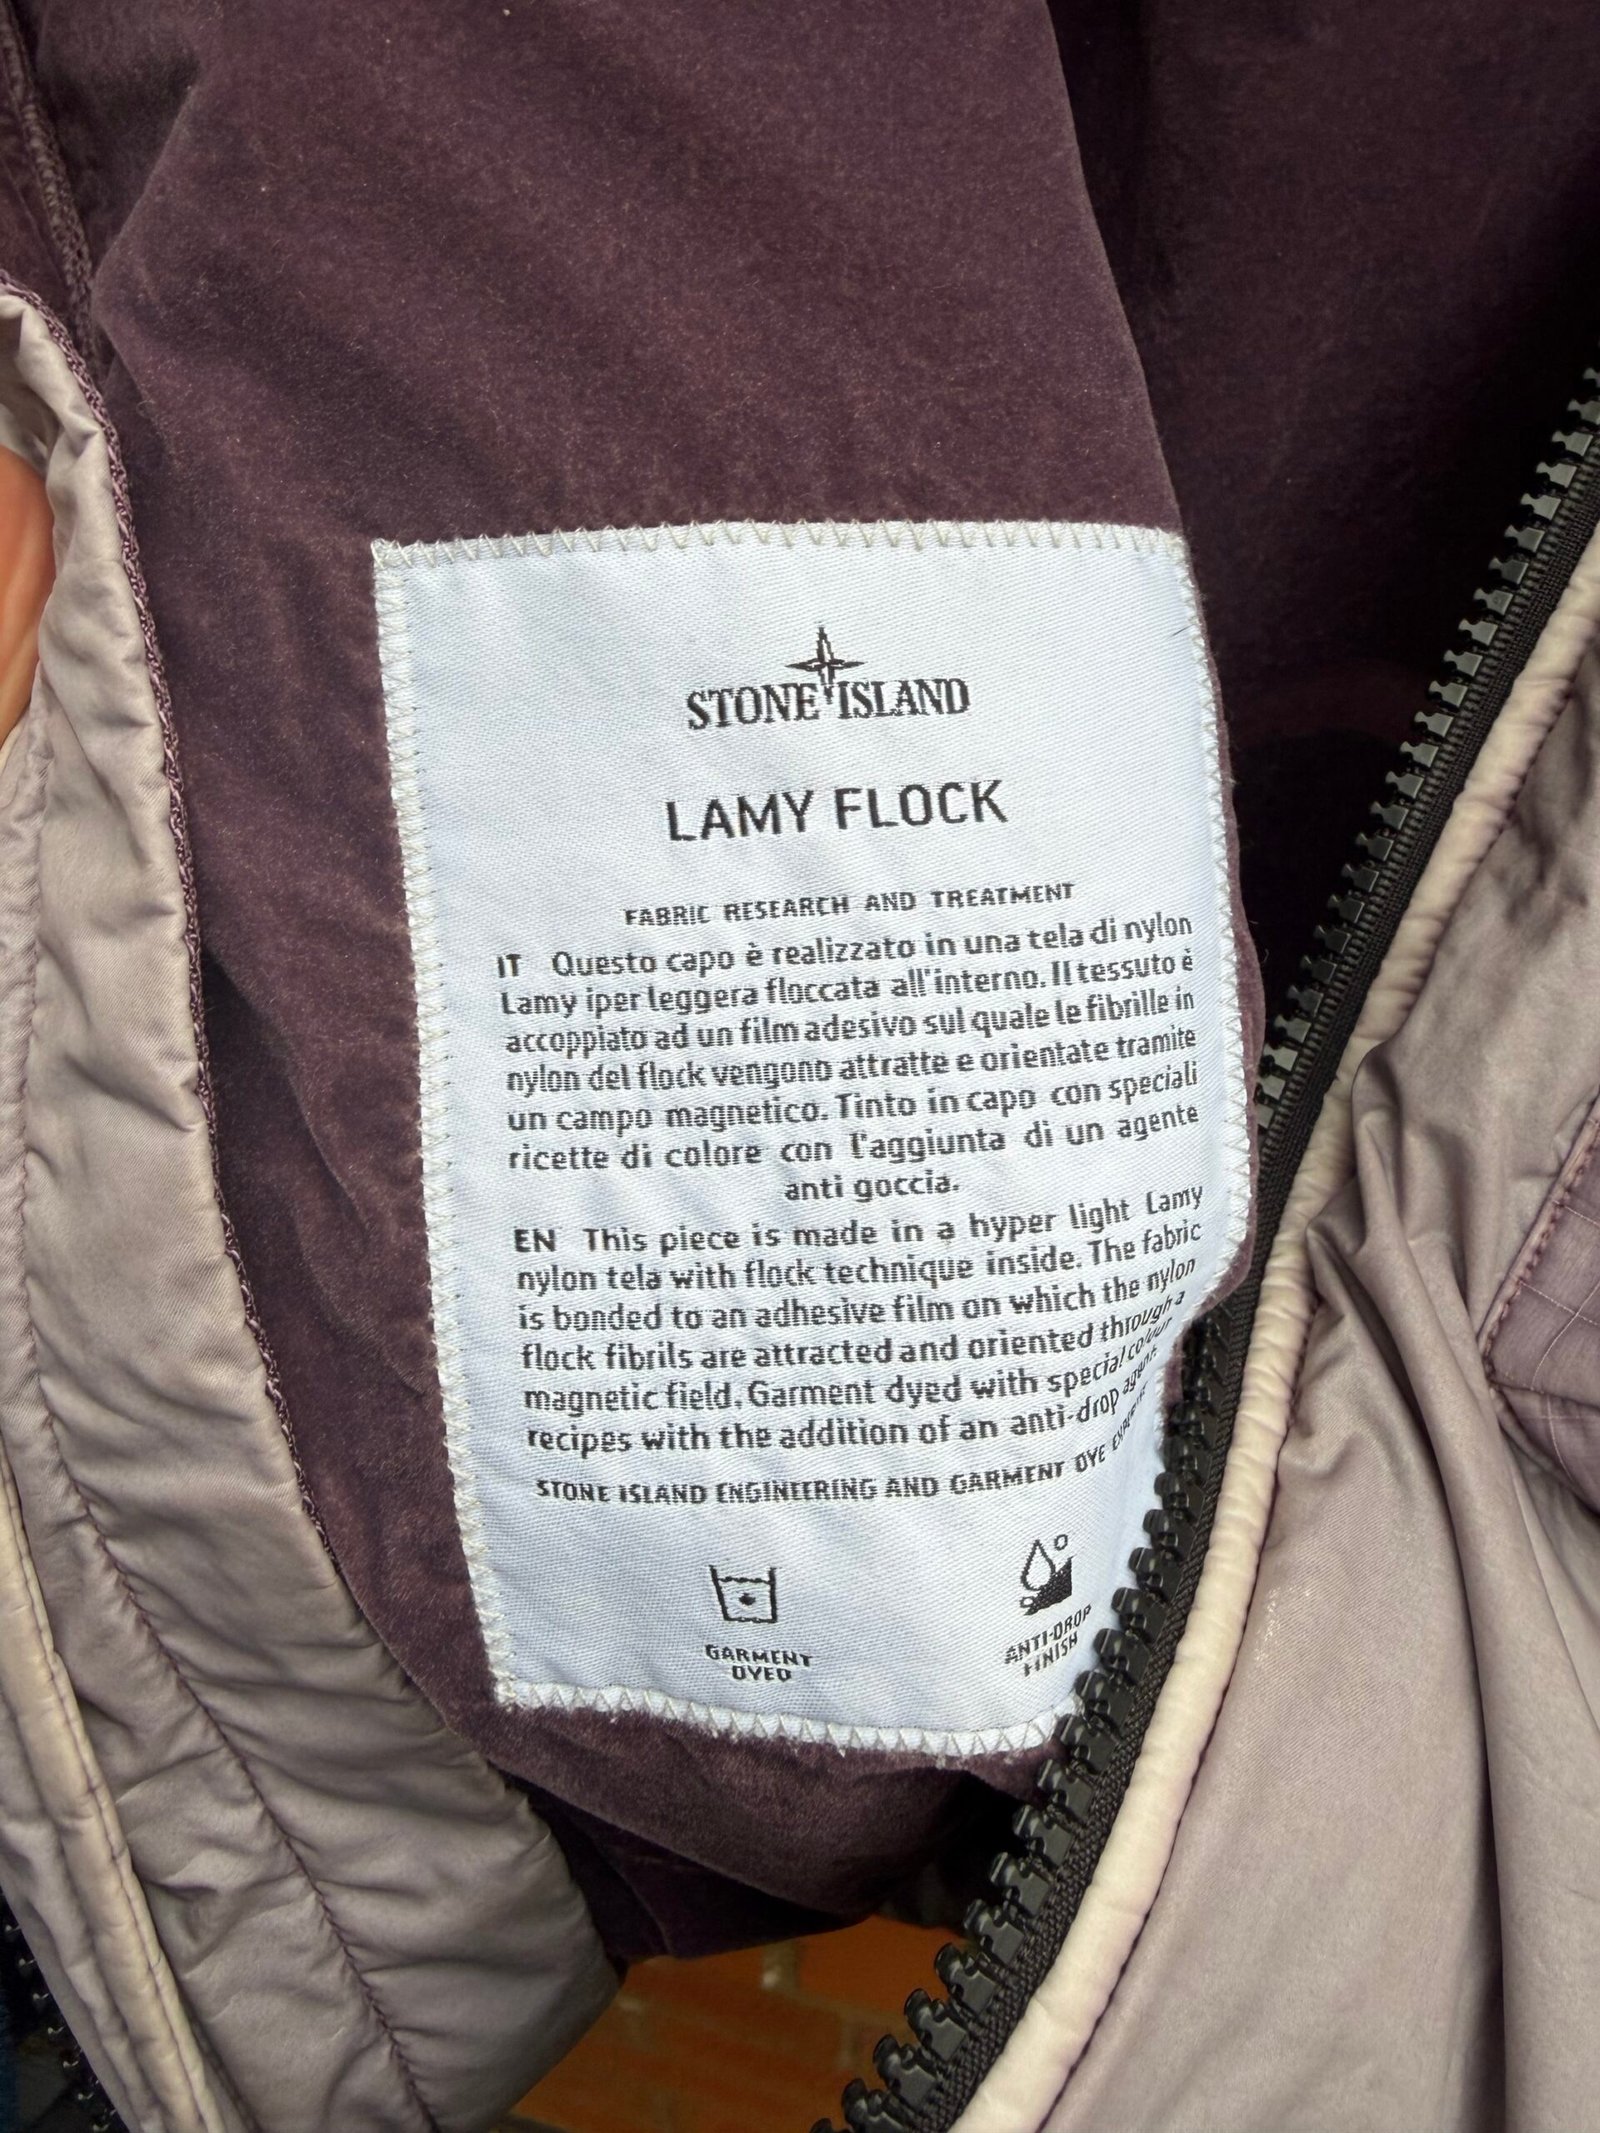 STONE ISLAND
LAMY FLOCK
FABRIC RESEARCH AND TREATMENT
IT Questo capo è realizzato in una tela di nylon
Lamy iper leggera floccata all'interno. Il tessuto è
accoppiato ad un film adesivo sul quale le fibrille in
nylon del flock vengono attratte e orientate tramite
un campo magnetico. Tinto in capo con speciali
ricette di colore con l'aggiunta di un agente
anti goccia.
EN This piece is made in a hyper light Lamy
nylon tela with flock technique inside. The fabric
is bonded to an adhesive film on which the nylon
flock fibrils are attracted and oriented through a
magnetic field. Garment dyed with special colour
recipes with the addition of an anti-drop agent.
STONE ISLAND ENGINEERING AND GARMENT DYE
GARMENT
DYED
ANTI-DROP
FINISH